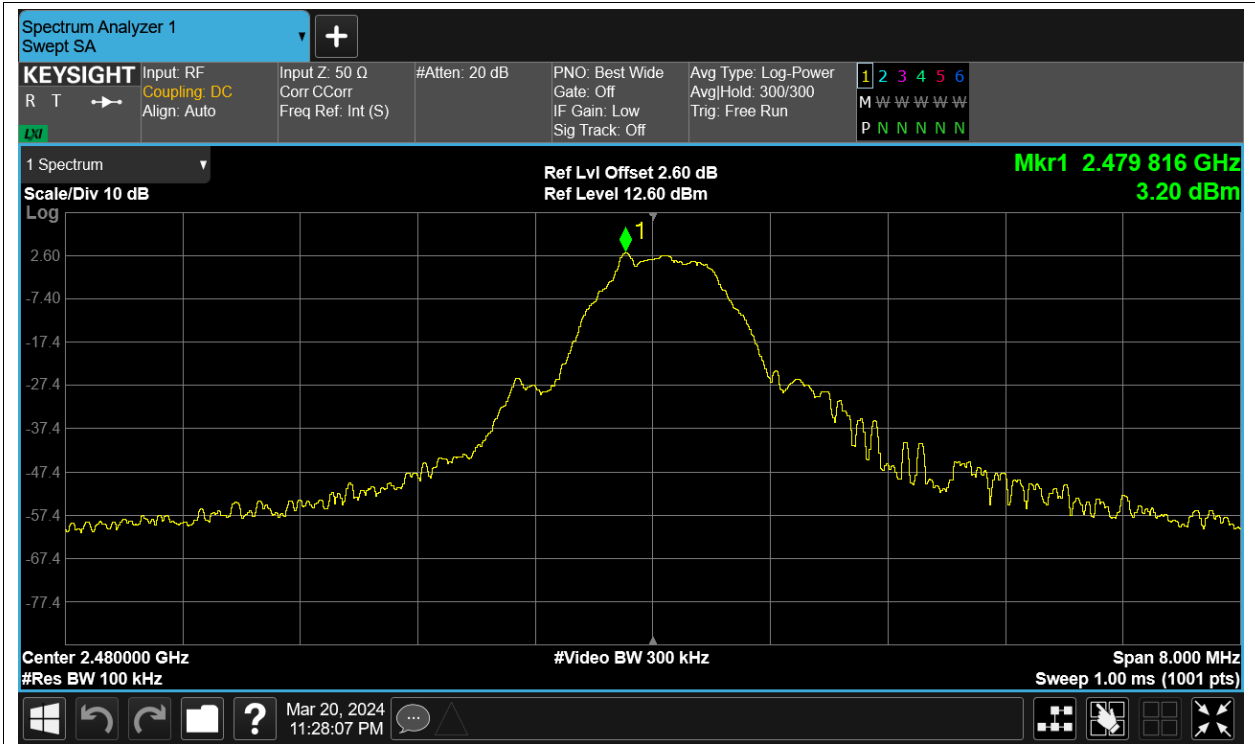 Spectrum Analyzer 1
Swept SA
KEYSIGHT
R T
LXI
Input: RF
Coupling: DC
Align: Auto
Input Z: 50 Ω
Corr CCorr
Freq Ref: Int (S)
#Atten: 20 dB
PNO: Best Wide
Gate: Off
IF Gain: Low
Sig Track: Off
Avg Type: Log-Power
Avg|Hold: 300/300
Trig: Free Run
1 2 3 4 5 6
M W W W W W
P N N N N N
1 Spectrum
Scale/Div 10 dB
Log
Ref Lvl Offset 2.60 dB
Ref Level 12.60 dBm
Mkr1 2.479 816 GHz
3.20 dBm
1
2.60
-7.40
-17.4
-27.4
-37.4
-47.4
-57.4
-67.4
-77.4
Center 2.480000 GHz
#Res BW 100 kHz
#Video BW 300 kHz
Span 8.000 MHz
Sweep 1.00 ms (1001 pts)
?
Mar 20, 2024
11:28:07 PM